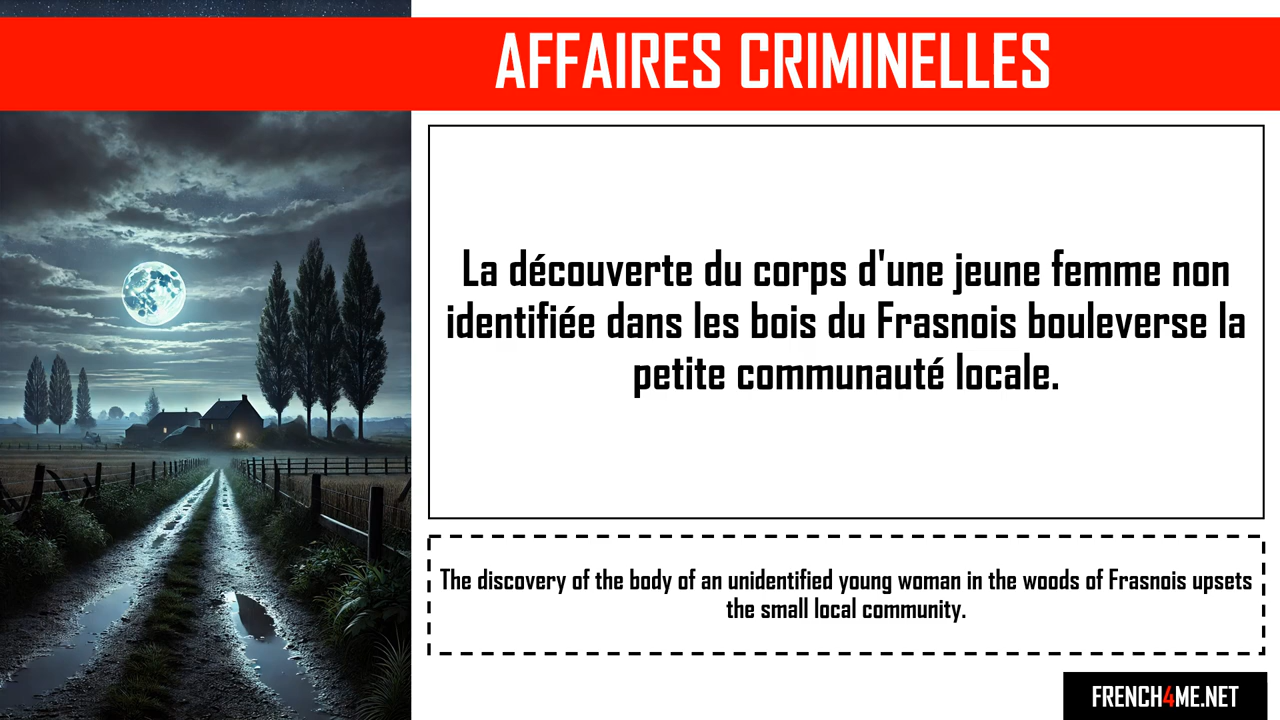 AFFAIRES CRIMINELLES
La découverte du corps d'une jeune femme non
identifiée dans les bois du Frasnois bouleverse la
petite communauté locale.
The discovery of the body of an unidentified young woman in the woods of Frasnois upsets
the small local community.
FRENCH4ME.NET